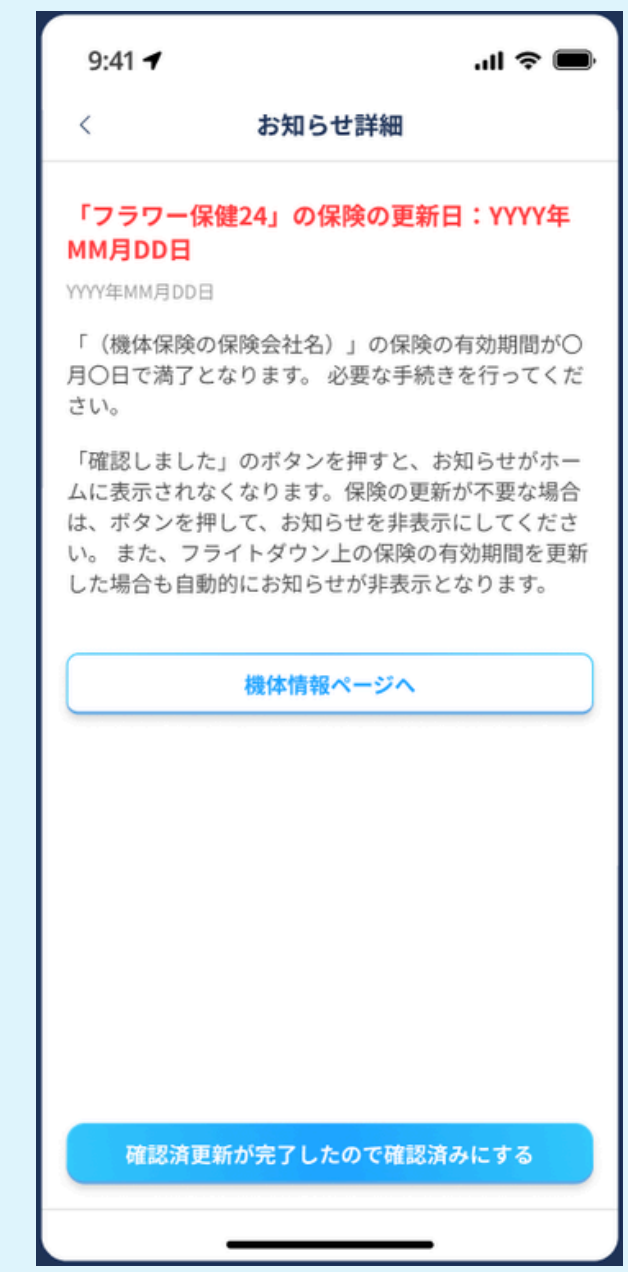 9:41
お知らせ詳細
「フラワー保健24」の保険の更新日：YYYY年
MM月DD日
YYYY年MM月DD日
「（機体保険の保険会社名）」の保険の有効期間が〇
月〇日で満了となります。 必要な手続きを行ってくだ
さい。
「確認しました」のボタンを押すと、お知らせがホー
ムに表示されなくなります。保険の更新が不要な場合
は、ボタンを押して、お知らせを非表示にしてくださ
い。 また、フライトダウン上の保険の有効期間を更新
した場合も自動的にお知らせが非表示となります。
機体情報ページへ
確認済更新が完了したので確認済みにする